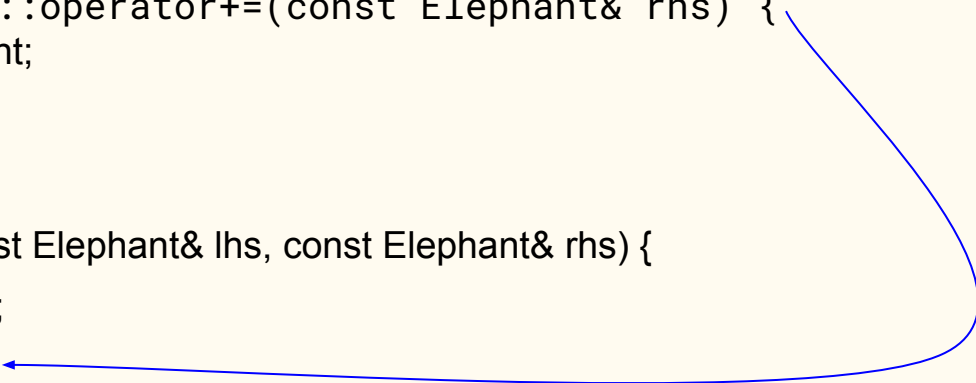 ::operator+=(const Elephant& rhs) {
nt;
st Elephant& lhs, const Elephant& rhs) {
;